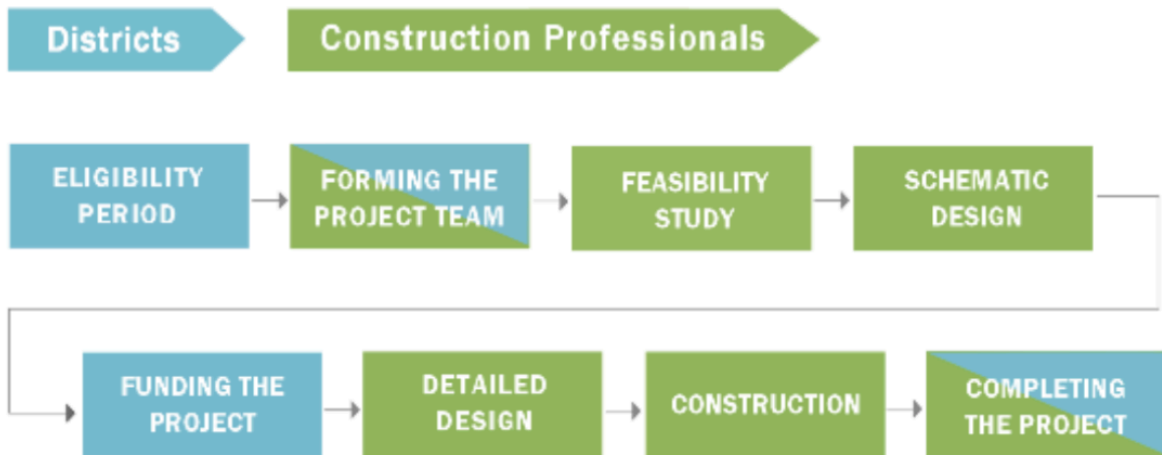 Districts
Construction Professionals
ELIGIBILITY
PERIOD
FORMING THE
PROJECT TEAM
FEASIBILITY
STUDY
SCHEMATIC
DESIGN
FUNDING THE
PROJECT
DETAILED
DESIGN
CONSTRUCTION
COMPLETING
THE PROJECT